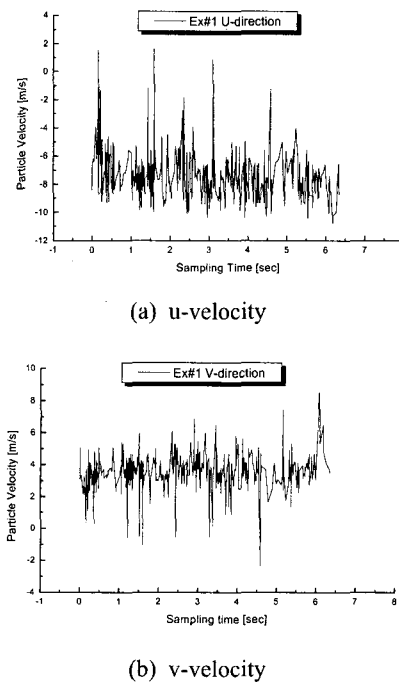 Ex#1 U-direction
4
2
0
-2
-4
-6
-8
-10
-12
Particle Velocity [m/s]
-1 0 1 2 3 4 5 6 7
Sampling Time [sec]
(a) u-velocity
Ex#1 V-direction
10
8
6
4
2
0
-2
-4
Particle Velocity [m/s]
-1 0 1 2 3 4 5 6 7 8
Sampling time [sec]
(b) v-velocity